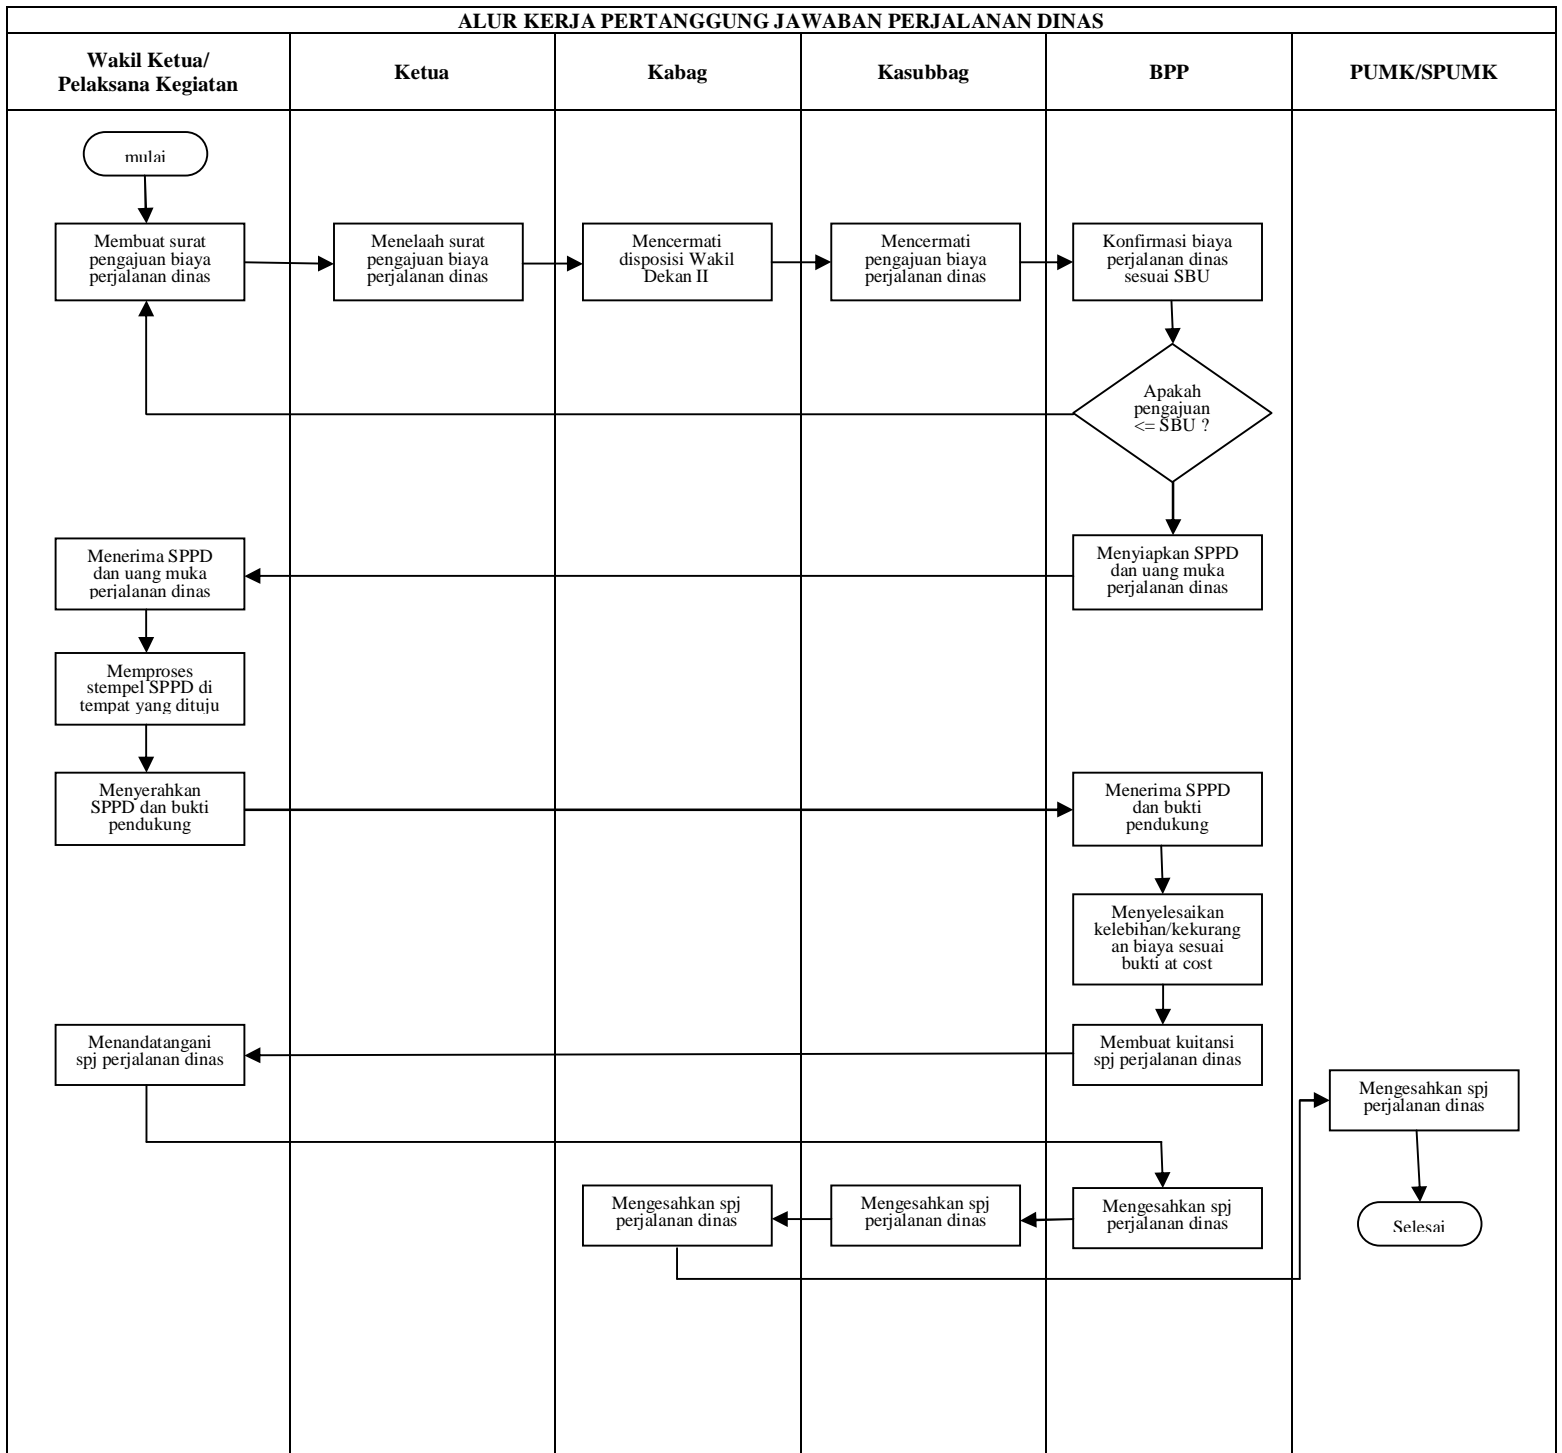 ALUR KERJA PERTANGGUNG JAWABAN PERJALANAN DINAS
Wakil Ketua/
Pelaksana Kegiatan
Ketua
Kabag
Kasubbag
BPP
PUMK/SPUMK
mulai
Membuat surat
pengajuan biaya
perjalanan dinas
Menelaah surat
pengajuan biaya
perjalanan dinas
Mencermati
disposisi Wakil
Dekan II
Mencermati
pengajuan biaya
perjalanan dinas
Konfirmasi biaya
perjalanan dinas
sesuai SBU
Apakah
pengajuan
<= SBU ?
Menerima SPPD
dan uang muka
perjalanan dinas
Menyiapkan SPPD
dan uang muka
perjalanan dinas
Memproses
stempel SPPD di
tempat yang dituju
Menyerahkan
SPPD dan bukti
pendukung
Menerima SPPD
dan bukti
pendukung
Menyelesaikan
kelebihan/kekurang
an biaya sesuai
bukti at cost
Menandatangani
spj perjalanan dinas
Membuat kuitansi
spj perjalanan dinas
Mengesahkan spj
perjalanan dinas
Mengesahkan spj
perjalanan dinas
Mengesahkan spj
perjalanan dinas
Mengesahkan spj
perjalanan dinas
Selesai